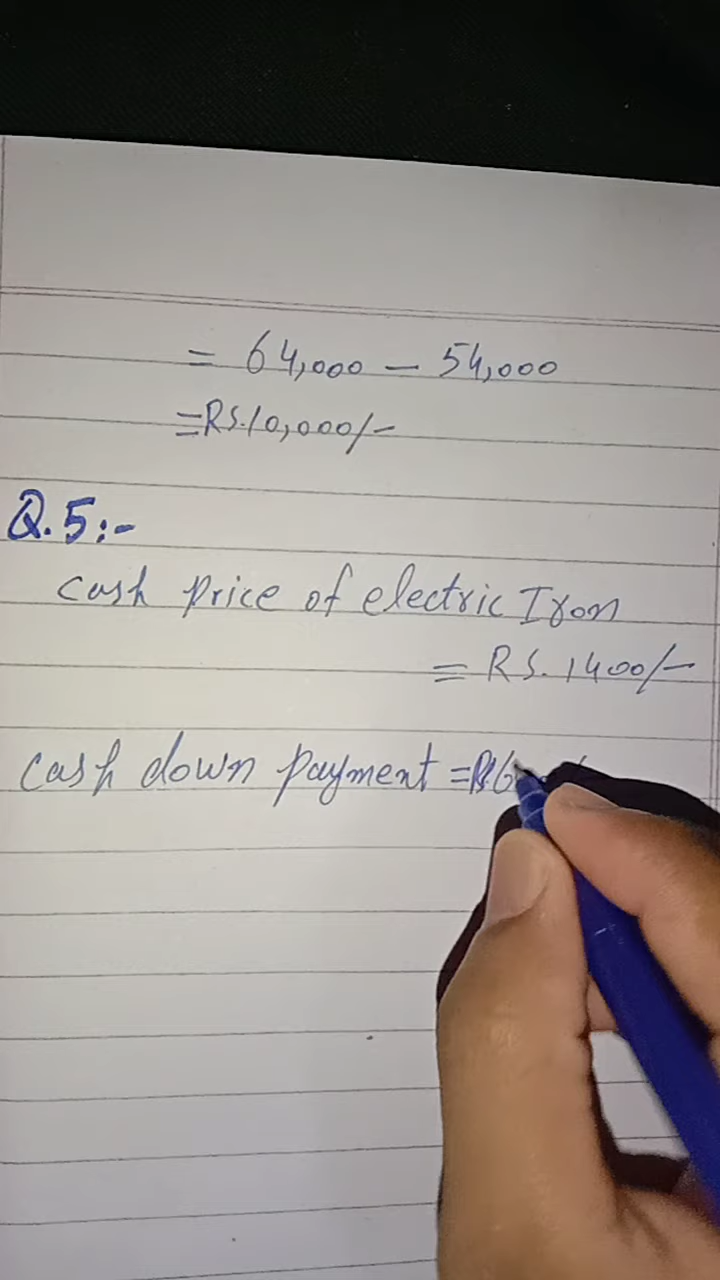 = 64,000 — 54,000
=RS.10,000/-
Q.5:-
Cash price of electric Iron
= RS.1400/-
Cash down payment =